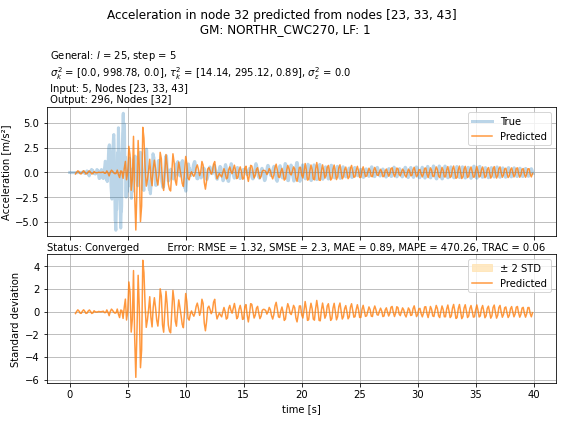 Acceleration in node 32 predicted from nodes [23, 33, 43]
GM: NORTHR_CWC270, LF: 1
General: l = 25, step = 5
σ²ₖ = [0.0, 998.78, 0.0], τ²ₖ = [14.14, 295.12, 0.89], σ²ε = 0.0
Input: 5, Nodes [23, 33, 43]
Output: 296, Nodes [32]
Acceleration [m/s²]
5.0
2.5
0.0
−2.5
−5.0
True
Predicted
Status: Converged
Error: RMSE = 1.32, SMSE = 2.3, MAE = 0.89, MAPE = 470.26, TRAC = 0.06
Standard deviation
4
2
0
−2
−4
−6
± 2 STD
Predicted
0 5 10 15 20 25 30 35 40
time [s]